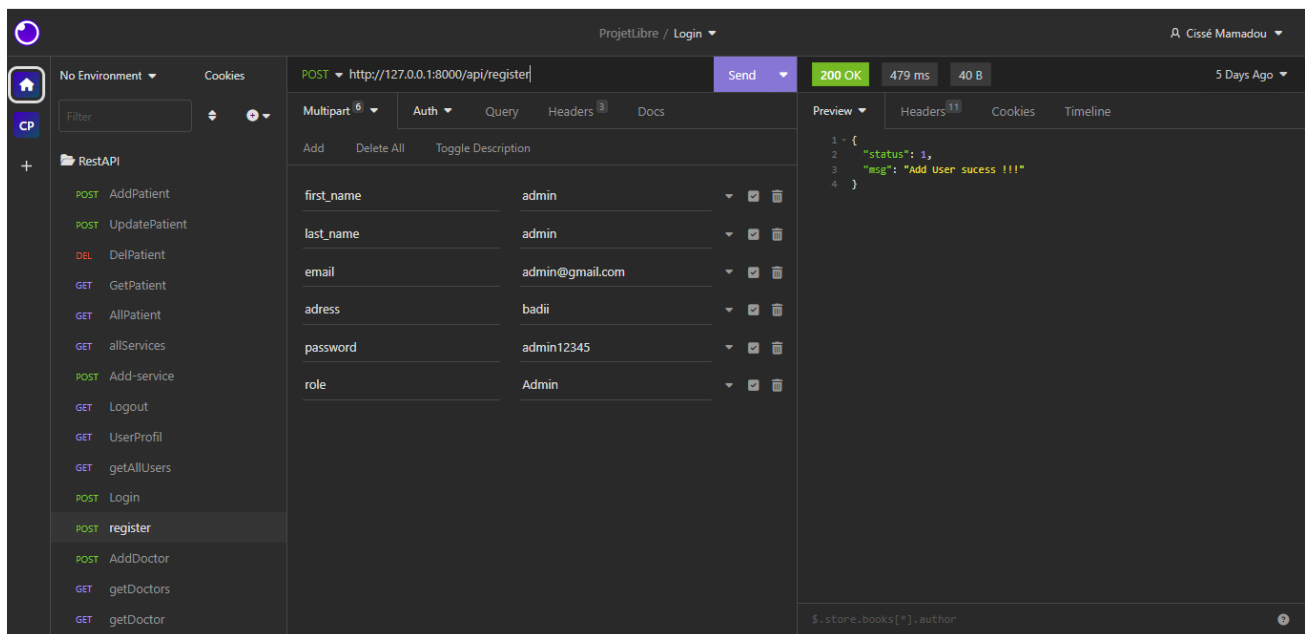 ProjetLibre / Login
Cissé Mamadou
No Environment
Cookies
POST http://127.0.0.1:8000/api/register
Send
200 OK
479 ms
40 B
5 Days Ago
CP
Filter
Multipart 6
Auth
Query
Headers 3
Docs
Preview
Headers 11
Cookies
Timeline
Add
Delete All
Toggle Description
RestAPI
POST AddPatient
POST UpdatePatient
DEL DelPatient
GET GetPatient
GET AllPatient
GET allServices
POST Add-service
GET Logout
GET UserProfil
GET getAllUsers
POST Login
POST register
POST AddDoctor
GET getDoctors
GET getDoctor
first_name admin
last_name admin
email admin@gmail.com
adress badii
password admin12345
role Admin
1 {
2 "status": 1,
3 "msg": "Add User sucess !!!"
4 }
$.store.books[*].author